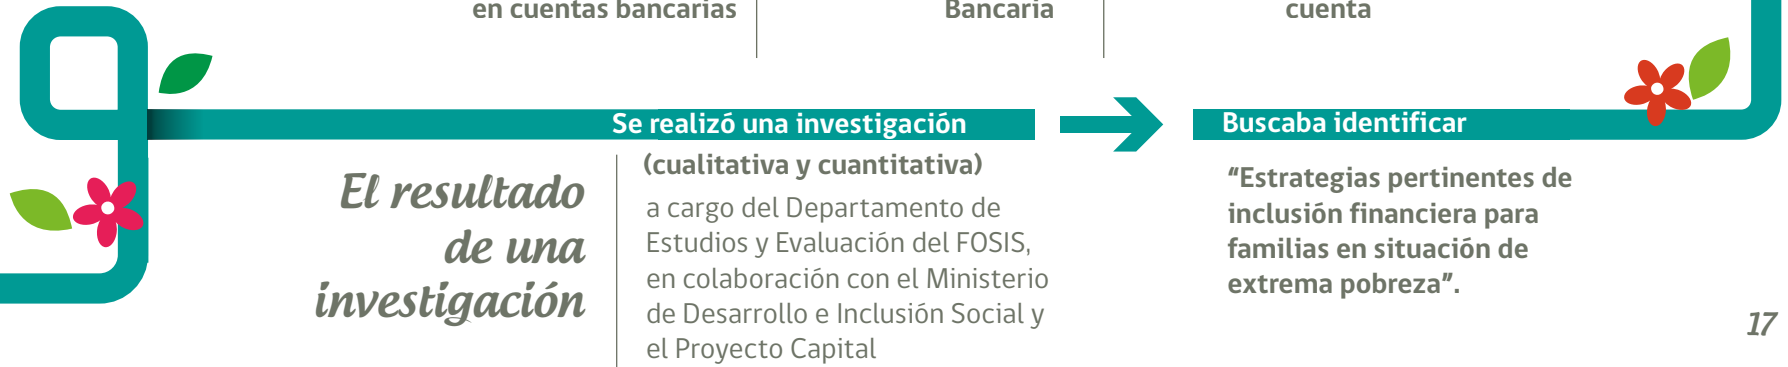 en cuentas bancarias
Bancaria
cuenta
Se realizó una investigación
Buscaba identificar
El resultado
de una
investigación
(cualitativa y cuantitativa)
a cargo del Departamento de
Estudios y Evaluación del FOSIS,
en colaboración con el Ministerio
de Desarrollo e Inclusión Social y
el Proyecto Capital
“Estrategias pertinentes de
inclusión financiera para
familias en situación de
extrema pobreza”.
17